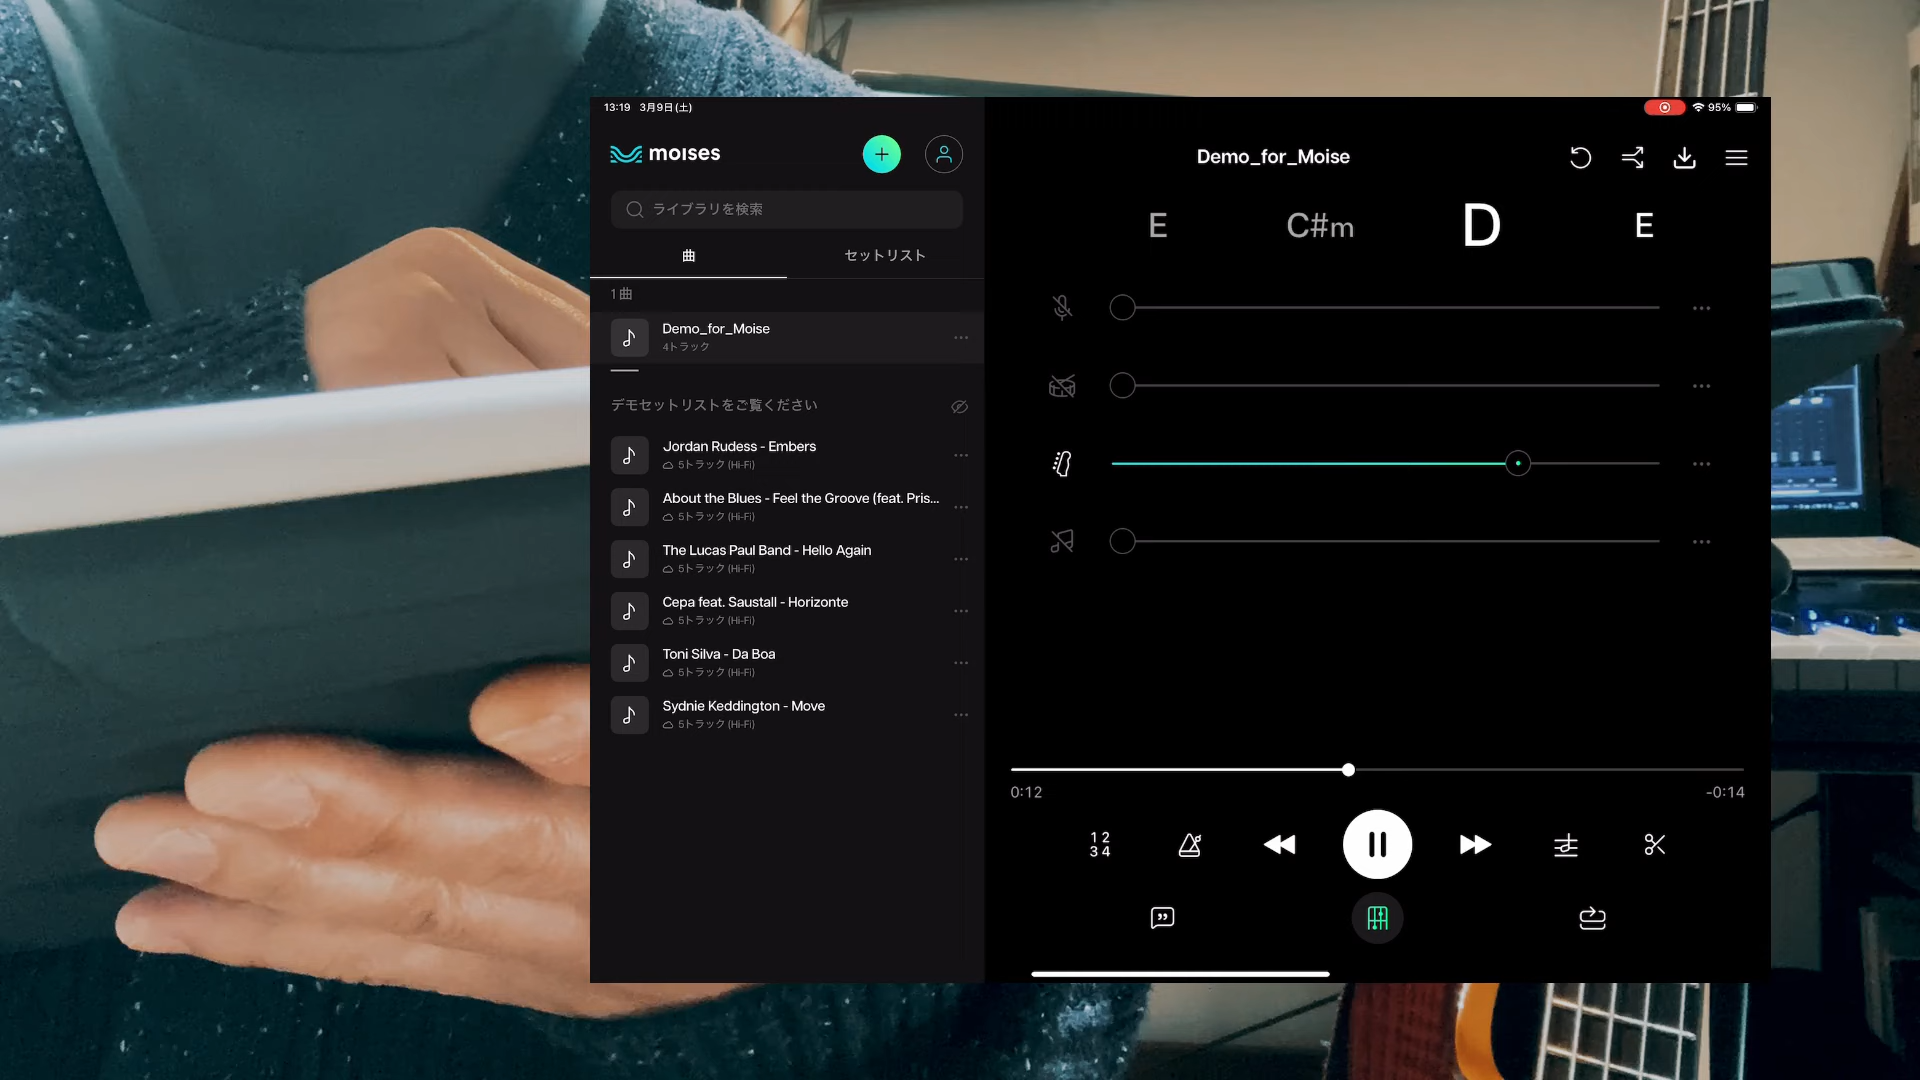 13:19 3月9日(土)
95%
moises
ライブラリを検索
曲
セットリスト
1 曲
Demo_for_Moise
4トラック
デモセットリストをご覧ください
Jordan Rudess - Embers
5トラック (Hi-Fi)
About the Blues - Feel the Groove (feat. Pris...
5トラック (Hi-Fi)
The Lucas Paul Band - Hello Again
5トラック (Hi-Fi)
Cepa feat. Saustall - Horizonte
5トラック (Hi-Fi)
Toni Silva - Da Boa
5トラック (Hi-Fi)
Sydnie Keddington - Move
5トラック (Hi-Fi)
Demo_for_Moise
E C#m D E
0:12
-0:14
1 2
3 4